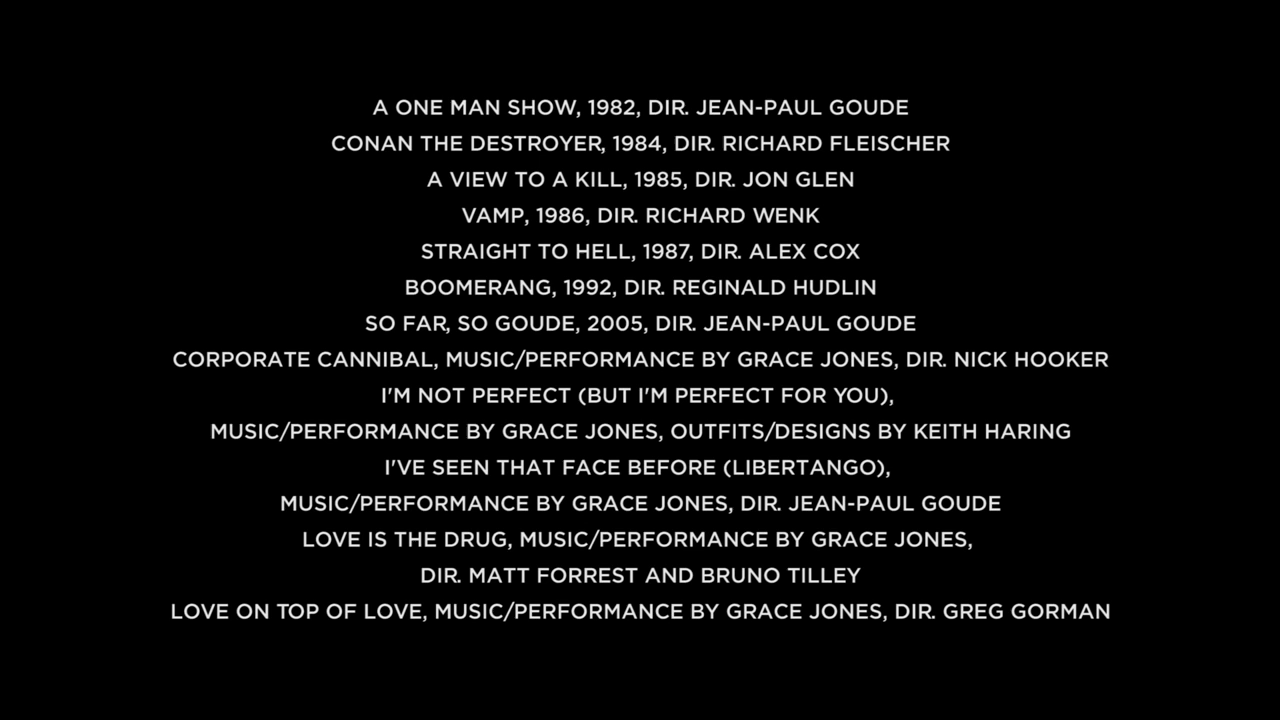 A ONE MAN SHOW, 1982, DIR. JEAN-PAUL GOUDE
CONAN THE DESTROYER, 1984, DIR. RICHARD FLEISCHER
A VIEW TO A KILL, 1985, DIR. JON GLEN
VAMP, 1986, DIR. RICHARD WENK
STRAIGHT TO HELL, 1987, DIR. ALEX COX
BOOMERANG, 1992, DIR. REGINALD HUDLIN
SO FAR, SO GOUDE, 2005, DIR. JEAN-PAUL GOUDE
CORPORATE CANNIBAL, MUSIC/PERFORMANCE BY GRACE JONES, DIR. NICK HOOKER
I'M NOT PERFECT (BUT I'M PERFECT FOR YOU),
MUSIC/PERFORMANCE BY GRACE JONES, OUTFITS/DESIGNS BY KEITH HARING
I'VE SEEN THAT FACE BEFORE (LIBERTANGO),
MUSIC/PERFORMANCE BY GRACE JONES, DIR. JEAN-PAUL GOUDE
LOVE IS THE DRUG, MUSIC/PERFORMANCE BY GRACE JONES,
DIR. MATT FORREST AND BRUNO TILLEY
LOVE ON TOP OF LOVE, MUSIC/PERFORMANCE BY GRACE JONES, DIR. GREG GORMAN